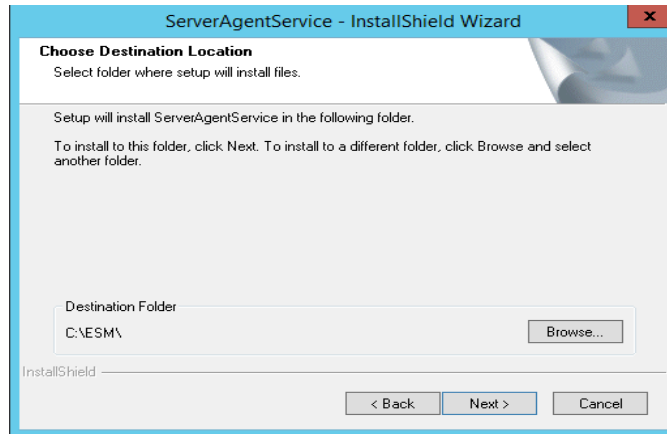 ServerAgentService - InstallShield Wizard
x
Choose Destination Location
Select folder where setup will install files.
Setup will install ServerAgentService in the following folder.
To install to this folder, click Next. To install to a different folder, click Browse and select
another folder.
Destination Folder
C:\ESM\
Browse...
InstallShield
< Back
Next >
Cancel